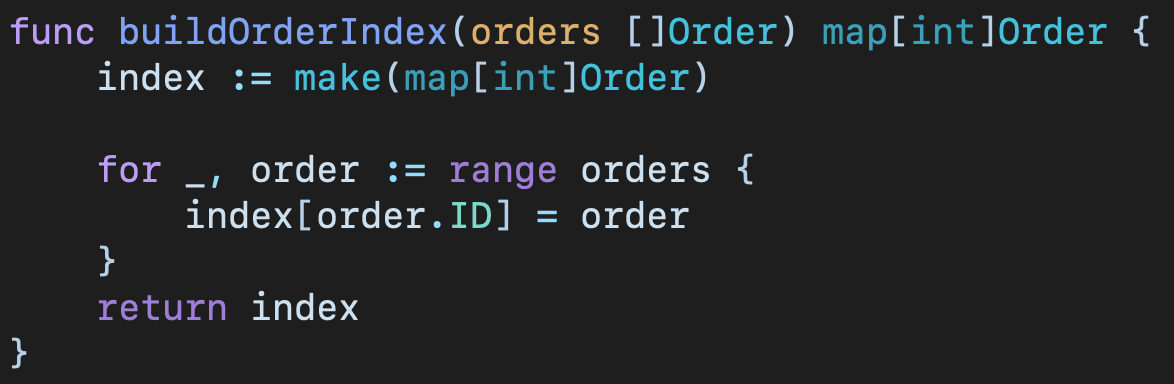 func buildOrderIndex(orders []Order) map[int]Order {
    index := make(map[int]Order)

    for _, order := range orders {
        index[order.ID] = order
    }
    return index
}